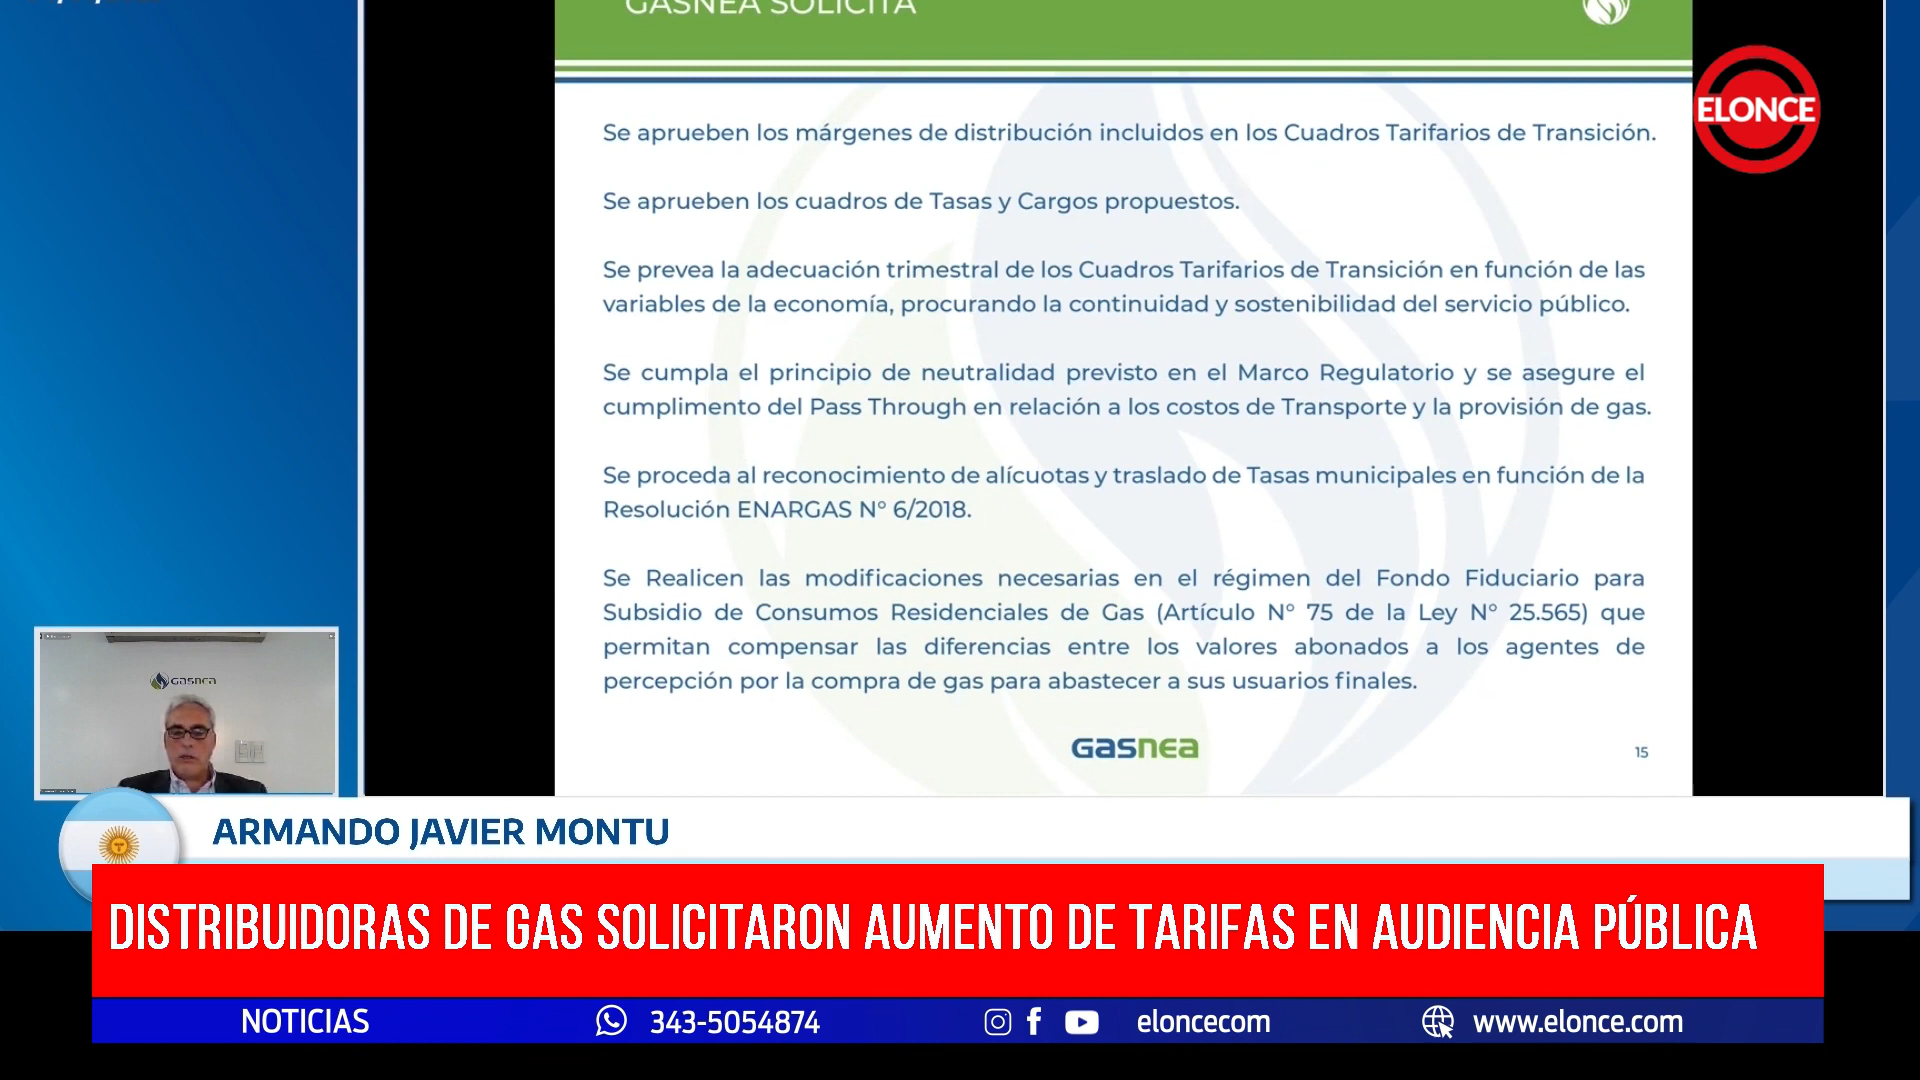 GASNEA SOLICITA
ELONCE
Se aprueben los márgenes de distribución incluidos en los Cuadros Tarifarios de Transición.
Se aprueben los cuadros de Tasas y Cargos propuestos.
Se prevea la adecuación trimestral de los Cuadros Tarifarios de Transición en función de las
variables de la economía, procurando la continuidad y sostenibilidad del servicio público.
Se cumpla el principio de neutralidad previsto en el Marco Regulatorio y se asegure el
cumplimento del Pass Through en relación a los costos de Transporte y la provisión de gas.
Se proceda al reconocimiento de alícuotas y traslado de Tasas municipales en función de la
Resolución ENARGAS N° 6/2018.
Se Realicen las modificaciones necesarias en el régimen del Fondo Fiduciario para
Subsidio de Consumos Residenciales de Gas (Artículo N° 75 de la Ley N° 25.565) que
permitan compensar las diferencias entre los valores abonados a los agentes de
percepción por la compra de gas para abastecer a sus usuarios finales.
gasnea
15
gasnea
ARMANDO JAVIER MONTU
DISTRIBUIDORAS DE GAS SOLICITARON AUMENTO DE TARIFAS EN AUDIENCIA PÚBLICA
NOTICIAS
343-5054874
eloncecom
www.elonce.com